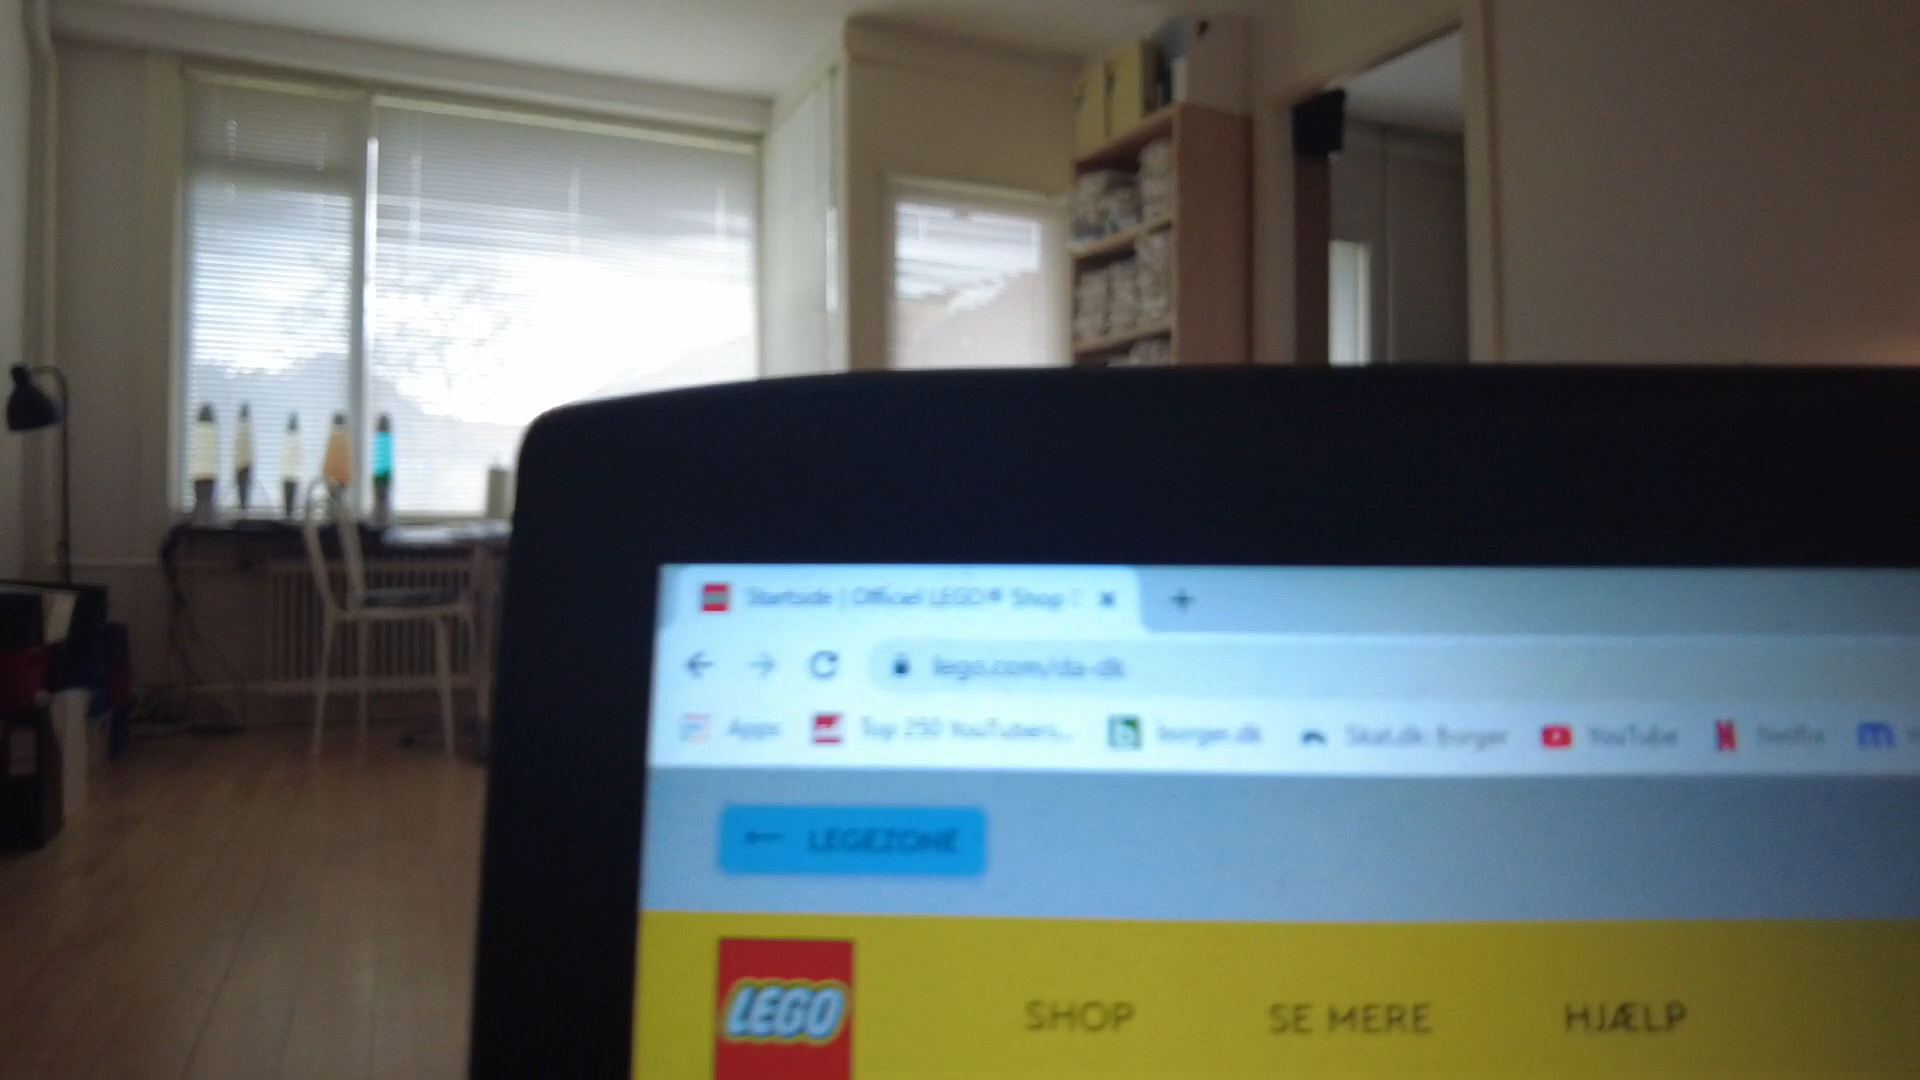 Startside | Officiel LEGO® Shop
lego.com/da-dk
Apps Top 250 YouTubers... borger.dk Skat.dk: Borger YouTube Netflix
← LEGEZONE
LEGO SHOP SE MERE HJÆLP